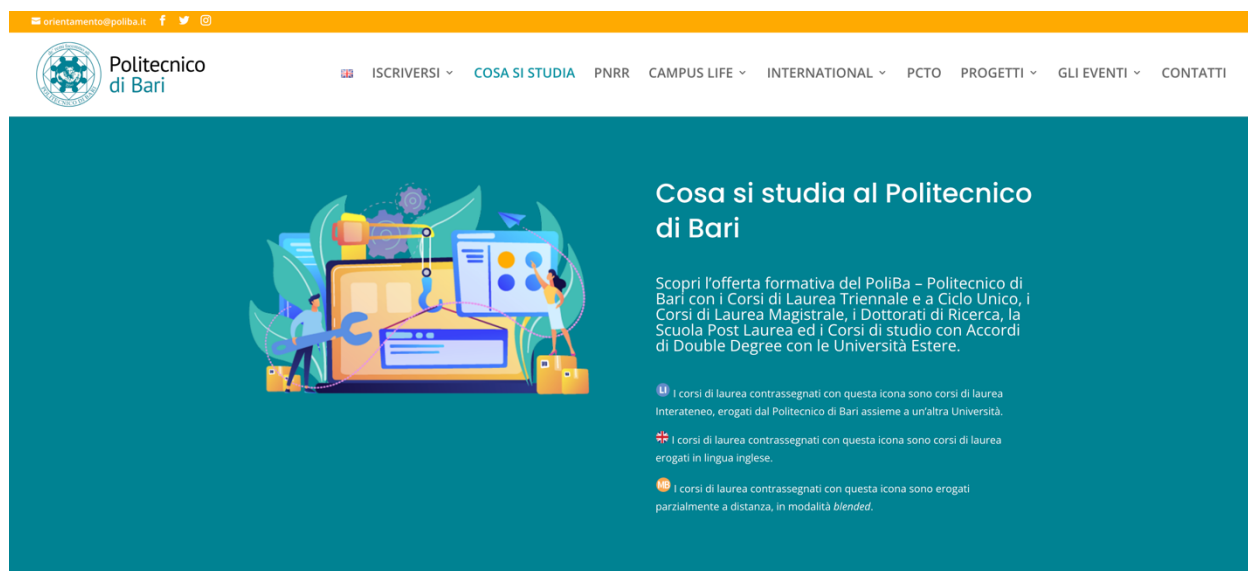 orientamento@poliba.it
Politecnico
di Bari
ISCRIVERSI COSA SI STUDIA PNRR CAMPUS LIFE INTERNATIONAL PCTO PROGETTI GLI EVENTI CONTATTI
Cosa si studia al Politecnico
di Bari
Scopri l'offerta formativa del PoliBa – Politecnico di
Bari con i Corsi di Laurea Triennale e a Ciclo Unico, i
Corsi di Laurea Magistrale, i Dottorati di Ricerca, la
Scuola Post Laurea ed i Corsi di studio con Accordi
di Double Degree con le Università Estere.
LI I corsi di laurea contrassegnati con questa icona sono corsi di laurea
Interateneo, erogati dal Politecnico di Bari assieme a un'altra Università.
I corsi di laurea contrassegnati con questa icona sono corsi di laurea
erogati in lingua inglese.
MB I corsi di laurea contrassegnati con questa icona sono erogati
parzialmente a distanza, in modalità blended.